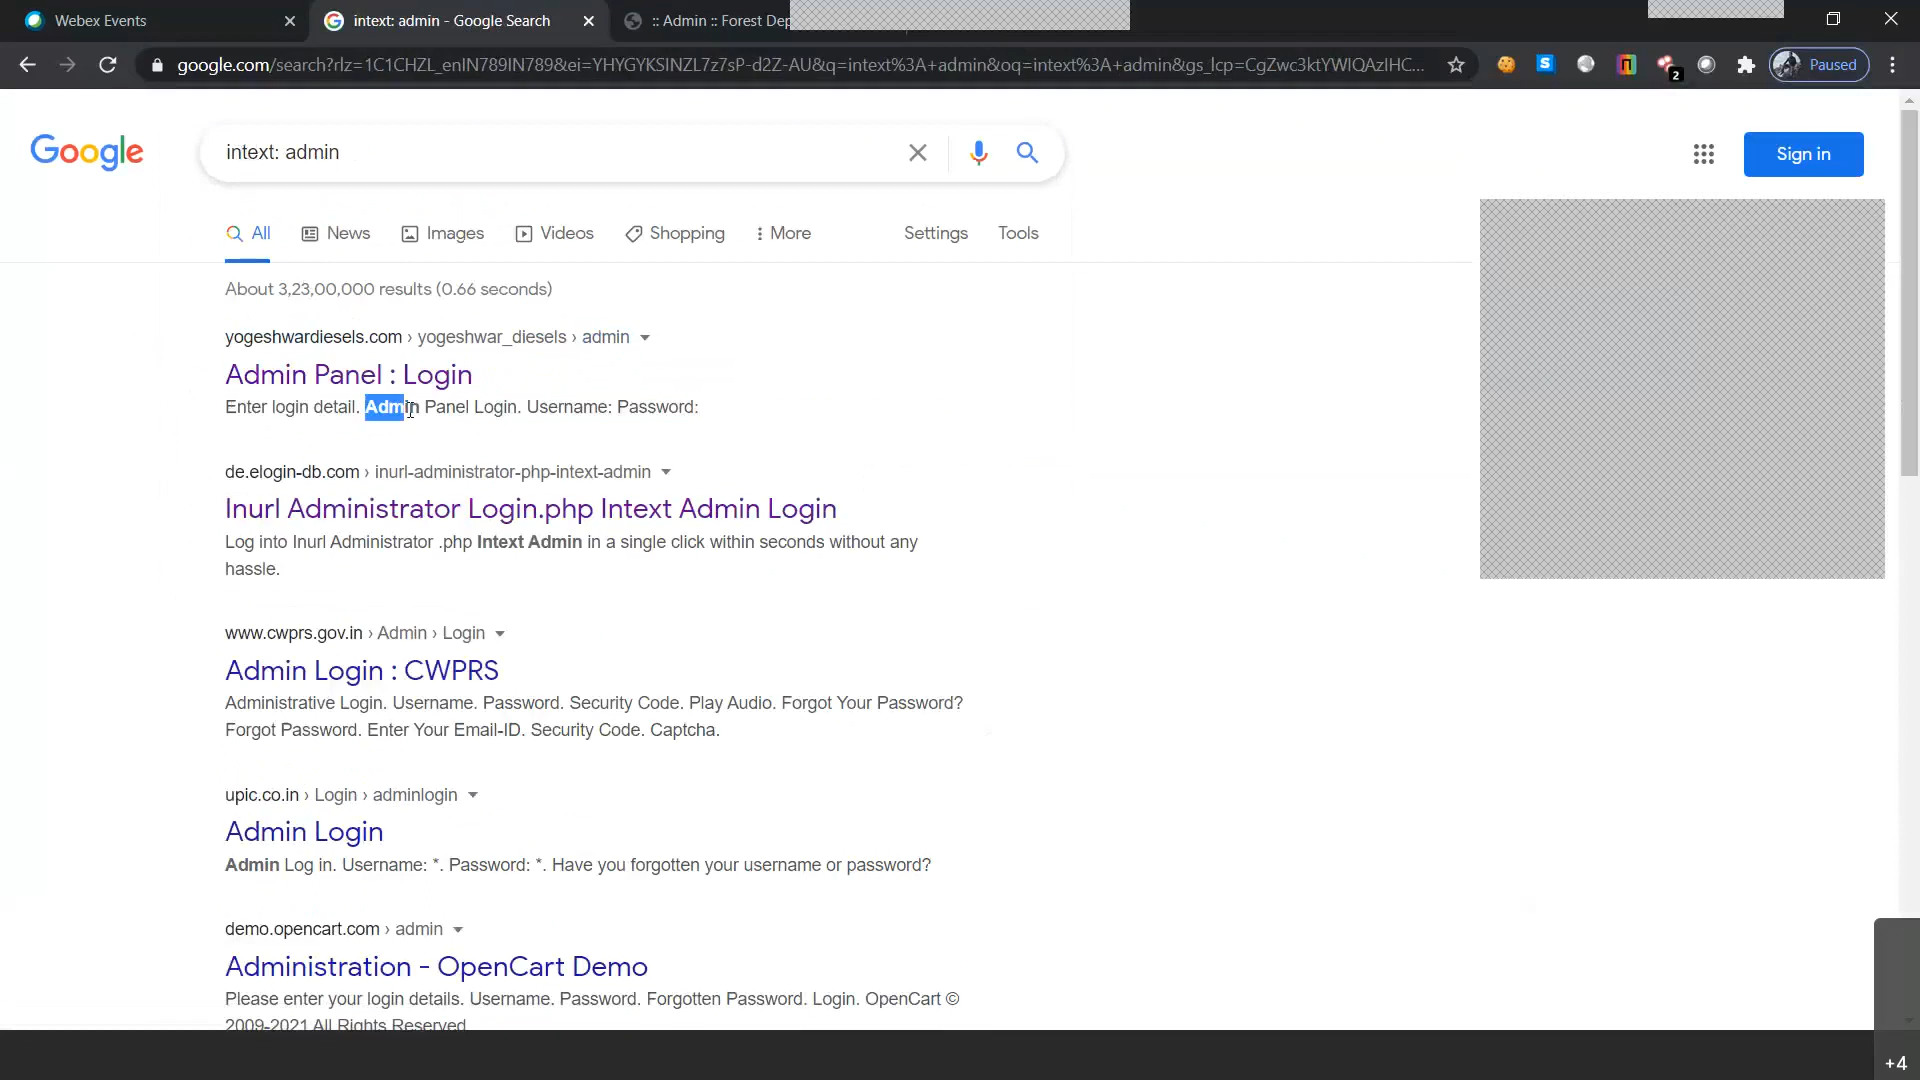 Webex Events
intext: admin - Google Search
:: Admin :: Forest Dep
google.com/search?rlz=1C1CHZL_enIN789IN789&ei=YHYGYKSINZL7z7sP-d2Z-AU&q=intext%3A+admin&oq=intext%3A+admin&gs_lcp=CgZwc3ktYWIQAzIHC...
2
Paused
Google
intext: admin
Sign in
All
News
Images
Videos
Shopping
More
Settings
Tools
About 3,23,00,000 results (0.66 seconds)
yogeshwardiesels.com › yogeshwar_diesels › admin
Admin Panel : Login
Enter login detail. Admin Panel Login. Username: Password:
de.elogin-db.com › inurl-administrator-php-intext-admin
Inurl Administrator Login.php Intext Admin Login
Log into Inurl Administrator .php Intext Admin in a single click within seconds without any
hassle.
www.cwprs.gov.in › Admin › Login
Admin Login : CWPRS
Administrative Login. Username. Password. Security Code. Play Audio. Forgot Your Password?
Forgot Password. Enter Your Email-ID. Security Code. Captcha.
upic.co.in › Login › adminlogin
Admin Login
Admin Log in. Username: *. Password: *. Have you forgotten your username or password?
demo.opencart.com › admin
Administration - OpenCart Demo
Please enter your login details. Username. Password. Forgotten Password. Login. OpenCart ©
2009-2021 All Rights Reserved
+4